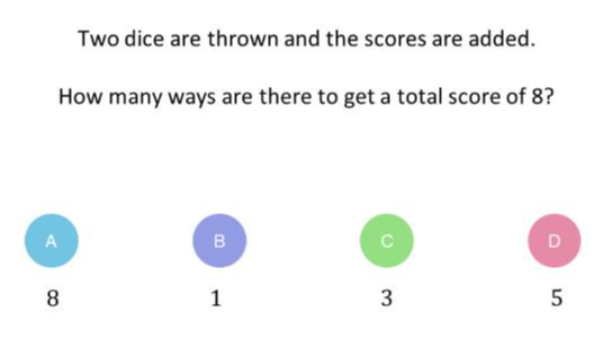 Two dice are thrown and the scores are added.
How many ways are there to get a total score of 8?
A B C D
8 1 3 5